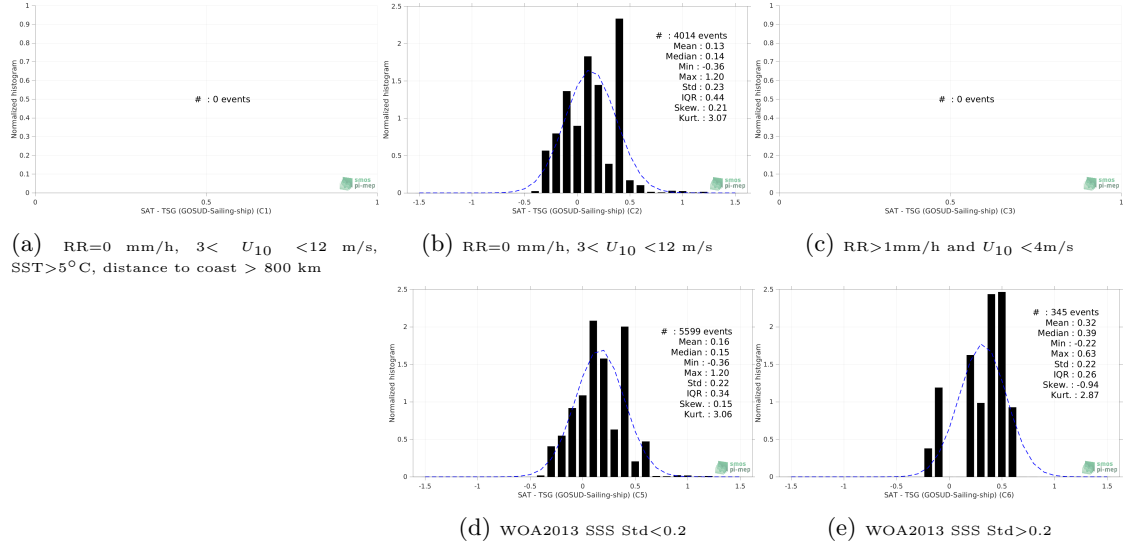 1
0.9
0.8
0.7
0.6
0.5
0.4
0.3
0.2
0.1
0
Normalized histogram
# : 0 events
0.5
1
SAT - TSG (GOSUD-Sailing-ship) (C1)
smos
pi-mep
(a) RR=0 mm/h, 3< U10 <12 m/s,
SST>5°C, distance to coast > 800 km
2.5
2
1.5
1
0.5
0
Normalized histogram
# : 4014 events
Mean : 0.13
Median : 0.14
Min : -0.36
Max : 1.20
Std : 0.23
IQR : 0.44
Skew. : 0.21
Kurt. : 3.07
-1.5 -1 -0.5 0 0.5 1 1.5
SAT - TSG (GOSUD-Sailing-ship) (C2)
smos
pi-mep
(b) RR=0 mm/h, 3< U10 <12 m/s
1
0.9
0.8
0.7
0.6
0.5
0.4
0.3
0.2
0.1
0
Normalized histogram
# : 0 events
0.5
1
SAT - TSG (GOSUD-Sailing-ship) (C3)
smos
pi-mep
(c) RR>1mm/h and U10 <4m/s
2.5
2
1.5
1
0.5
0
Normalized histogram
# : 5599 events
Mean : 0.16
Median : 0.15
Min : -0.36
Max : 1.20
Std : 0.22
IQR : 0.34
Skew. : 0.15
Kurt. : 3.06
-1.5 -1 -0.5 0 0.5 1 1.5
SAT - TSG (GOSUD-Sailing-ship) (C5)
smos
pi-mep
(d) WOA2013 SSS Std<0.2
2.5
2
1.5
1
0.5
0
Normalized histogram
# : 345 events
Mean : 0.32
Median : 0.39
Min : -0.22
Max : 0.63
Std : 0.22
IQR : 0.26
Skew. : -0.94
Kurt. : 2.87
-1.5 -1 -0.5 0 0.5 1 1.5
SAT - TSG (GOSUD-Sailing-ship) (C6)
smos
pi-mep
(e) WOA2013 SSS Std>0.2